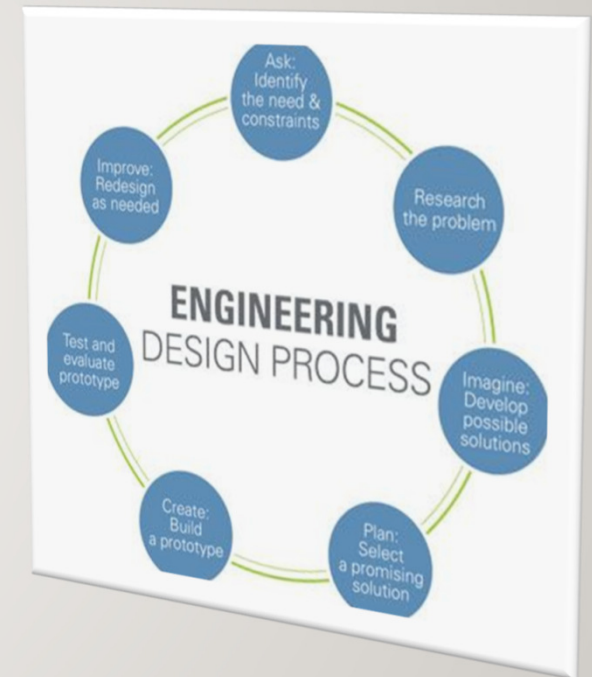 Ask:
Identify
the need &
constraints
Research
the problem
Imagine:
Develop
possible
solutions
Plan:
Select
a promising
solution
Create:
Build
a prototype
Test and
evaluate
prototype
Improve:
Redesign
as needed
ENGINEERING
DESIGN PROCESS